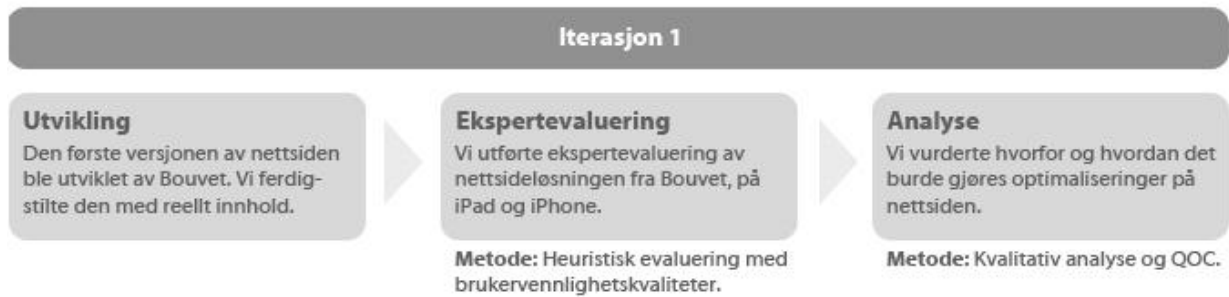 Iterasjon 1
Utvikling
Den første versjonen av nettsiden
ble utviklet av Bouvet. Vi ferdig-
stilte den med reellt innhold.
Ekspertevaluering
Vi utførte ekspertevaluering av
nettsideløsningen fra Bouvet, på
iPad og iPhone.
Metode: Heuristisk evaluering med
brukervennlighetskvaliteter.
Analyse
Vi vurderte hvorfor og hvordan det
burde gjøres optimaliseringer på
nettsiden.
Metode: Kvalitativ analyse og QOC.